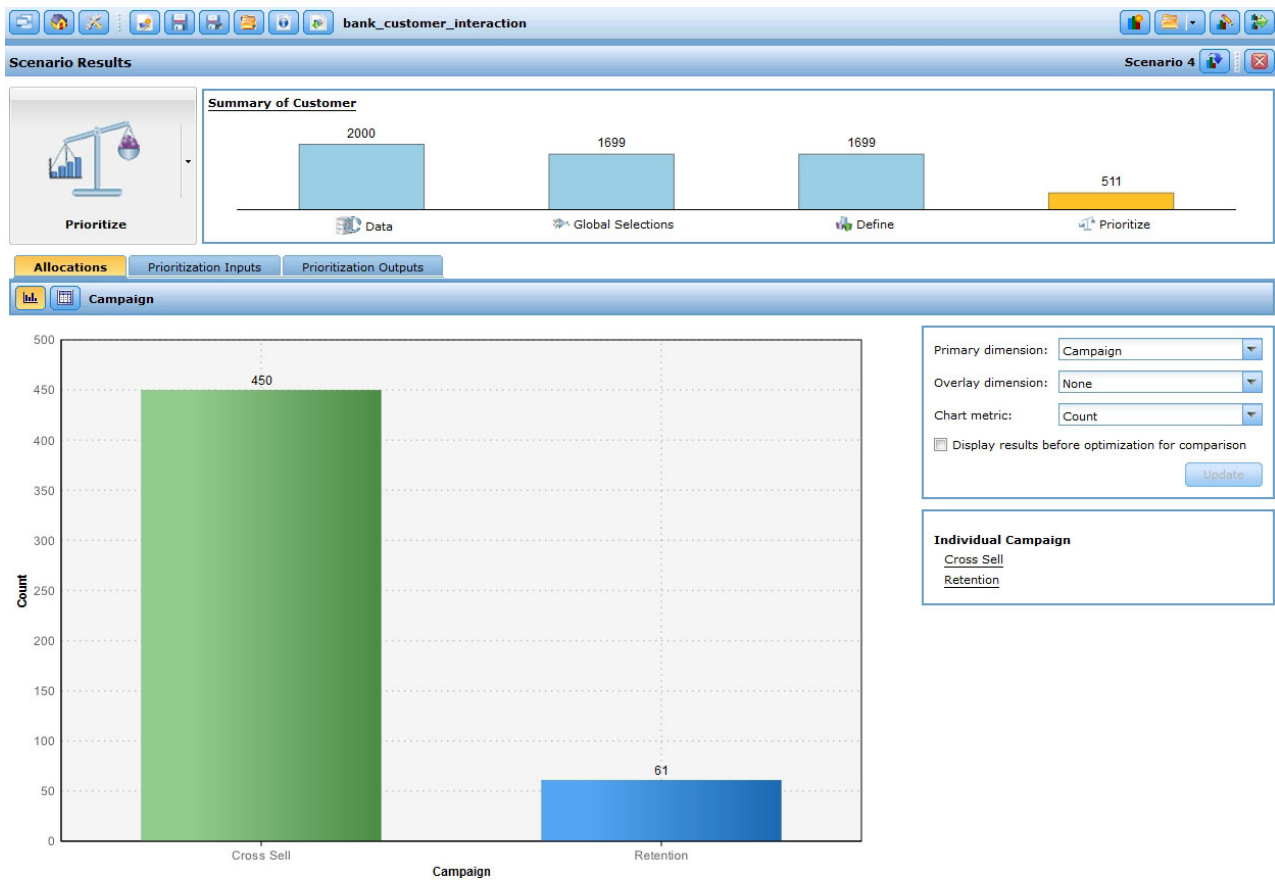 bank_customer_interaction
Scenario Results
Scenario 4
Prioritize
Summary of Customer
2000
1699
1699
511
Data
Global Selections
Define
Prioritize
Allocations
Prioritization Inputs
Prioritization Outputs
Campaign
500
450
400
350
300
250
200
150
100
50
0
Count
450
61
Cross Sell
Retention
Campaign
Primary dimension: Campaign
Overlay dimension: None
Chart metric: Count
Display results before optimization for comparison
Update
Individual Campaign
Cross Sell
Retention